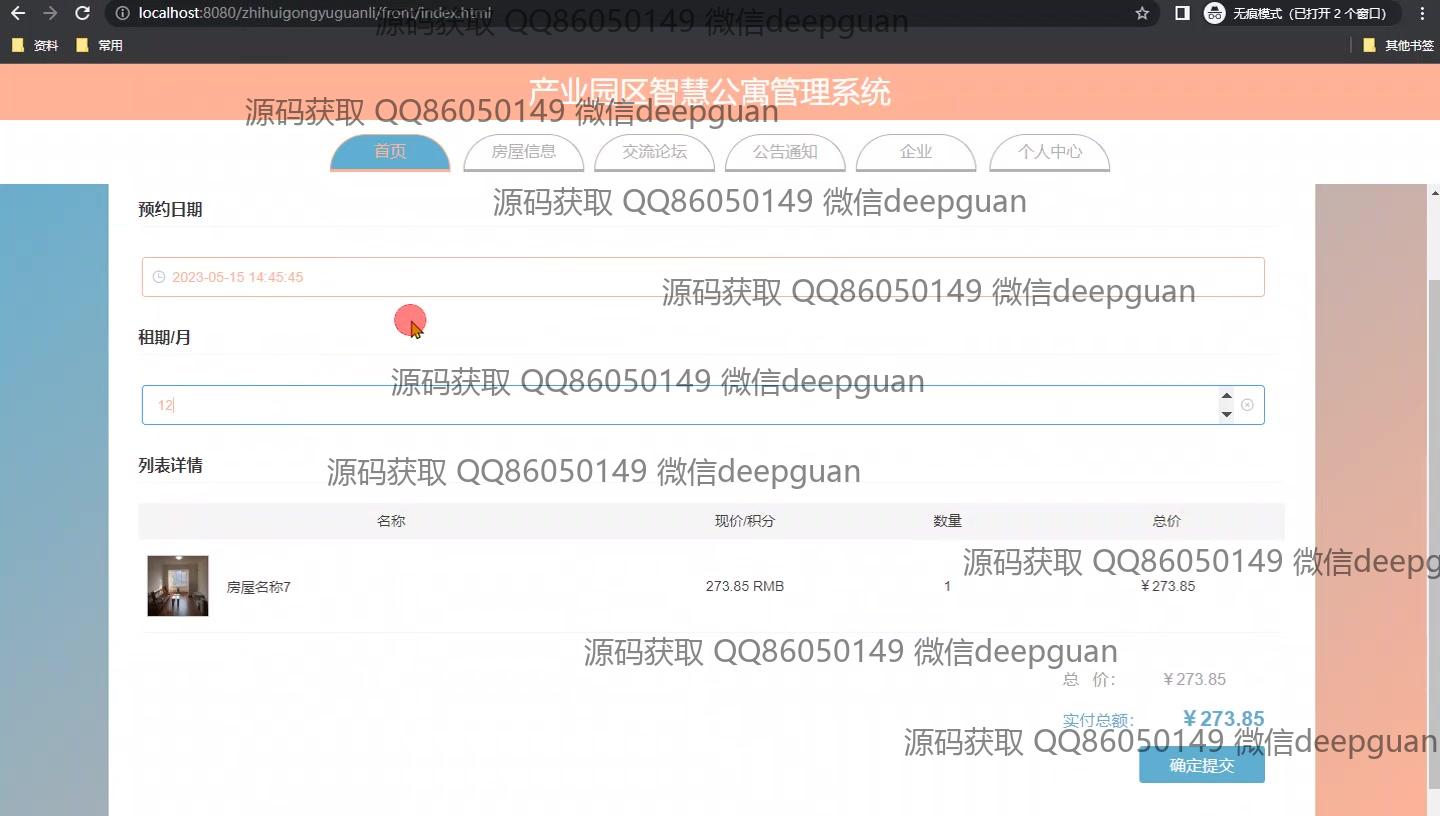 localhost:8080/zhihuigongyuguanli/front/index.html
无痕模式（已打开 2 个窗口）
源码获取 QQ86050149 微信deepguan
资料
常用
其他书签
产业园区智慧公寓管理系统
源码获取 QQ86050149 微信deepguan
首页
房屋信息
交流论坛
公告通知
企业
个人中心
预约日期
源码获取 QQ86050149 微信deepguan
2023-05-15 14:45:45
源码获取 QQ86050149 微信deepguan
租期/月
源码获取 QQ86050149 微信deepguan
12
列表详情
源码获取 QQ86050149 微信deepguan
名称
现价/积分
数量
总价
源码获取 QQ86050149 微信deepg
房屋名称7
273.85 RMB
1
￥273.85
源码获取 QQ86050149 微信deepguan
总 价：
￥273.85
实付总额：
￥273.85
源码获取 QQ86050149 微信deepguan
确定提交